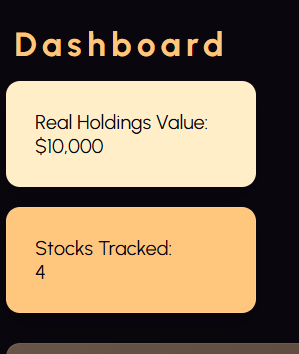 Dashboard
Real Holdings Value:
$10,000
Stocks Tracked:
4